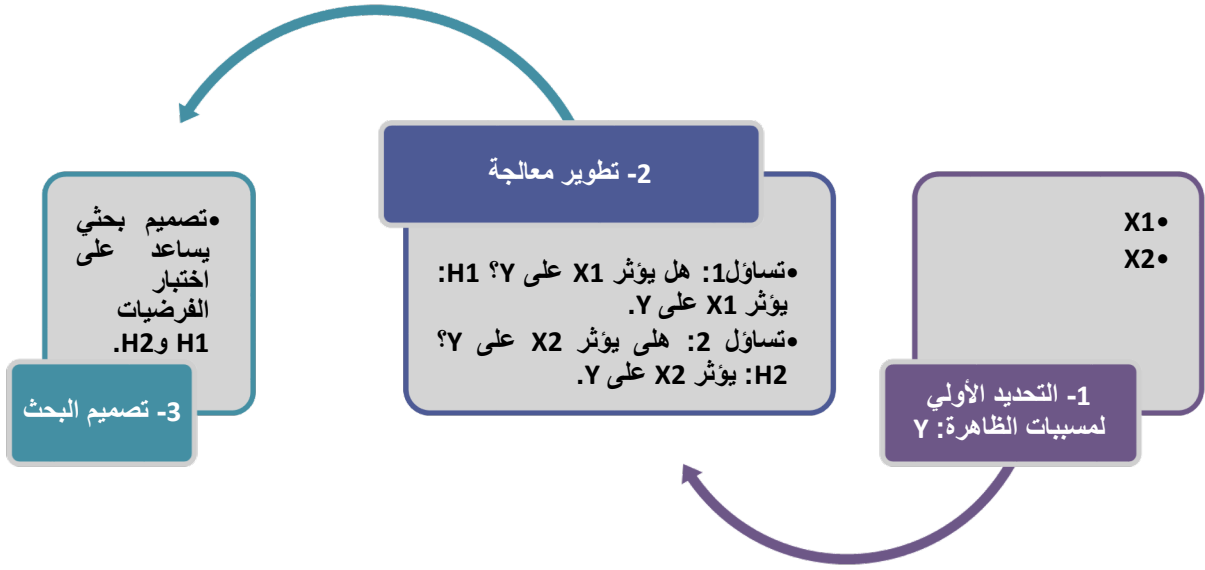 •X1
•X2
1- التحديد الأولي
لمسببات الظاهرة: Y
2- تطوير معالجة
•تساؤل1: هل يؤثر X1 على Y؟ H1:
يؤثر X1 على Y.
•تساؤل 2: هلى يؤثر X2 على Y؟
H2: يؤثر X2 على Y.
•تصميم بحثي
يساعد على
اختبار
الفرضيات
H1 وH2.
3- تصميم البحث